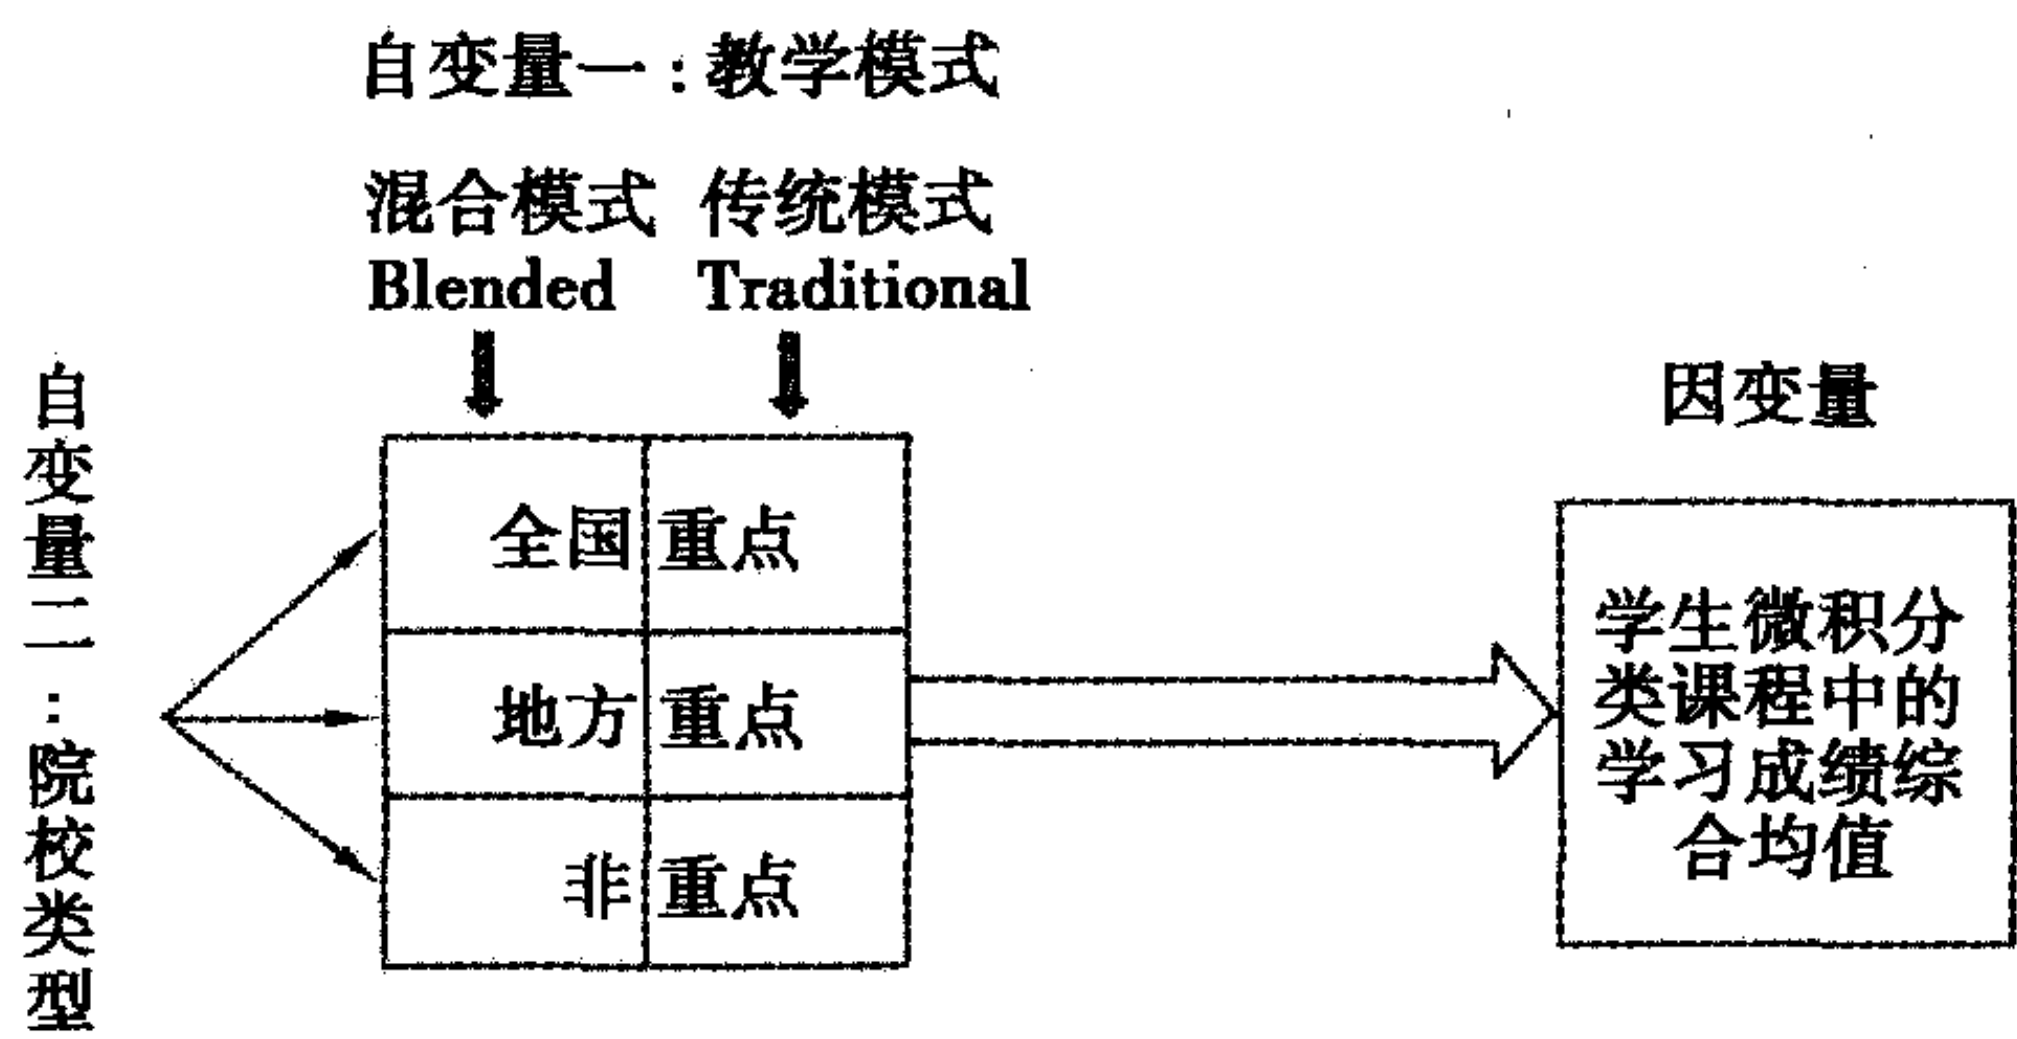 自变量一:教学模式
混合模式 传统模式
Blended Traditional
自变量二:院校类型
全国重点
地方重点
非重点
因变量
学生微积分
类课程中的
学习成绩综
合均值